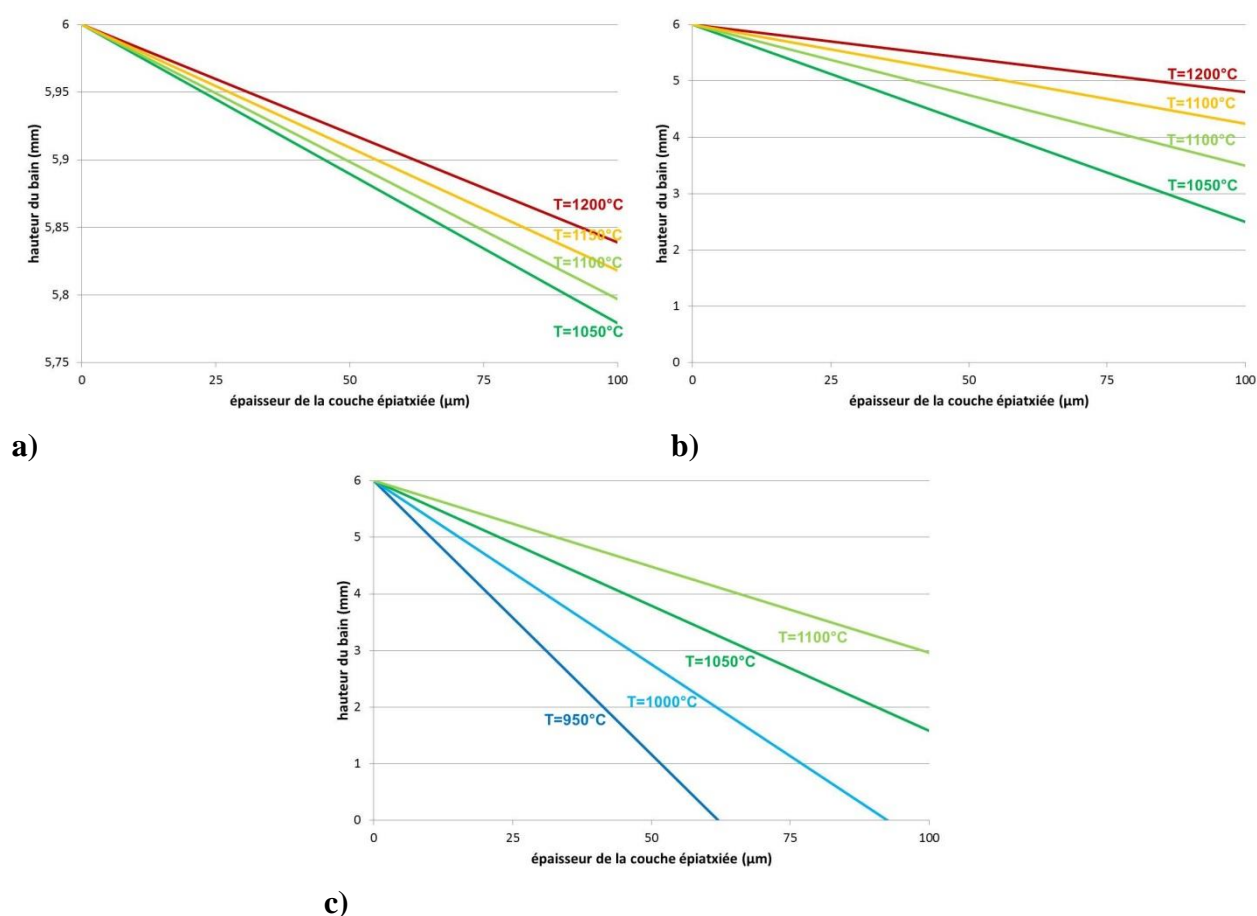 hauteur du bain (mm)
6
5,95
5,9
5,85
5,8
5,75
T=1200°C
T=1150°C
T=1100°C
T=1050°C
0 25 50 75 100
épaisseur de la couche épiatxiée (µm)
a)
hauteur du bain (mm)
6
5
4
3
2
1
0
T=1200°C
T=1100°C
T=1100°C
T=1050°C
0 25 50 75 100
épaisseur de la couche épiatxiée (µm)
b)
hauteur du bain (mm)
6
5
4
3
2
1
0
T=1100°C
T=1050°C
T=1000°C
T=950°C
0 25 50 75 100
épaisseur de la couche épiatxiée (µm)
c)